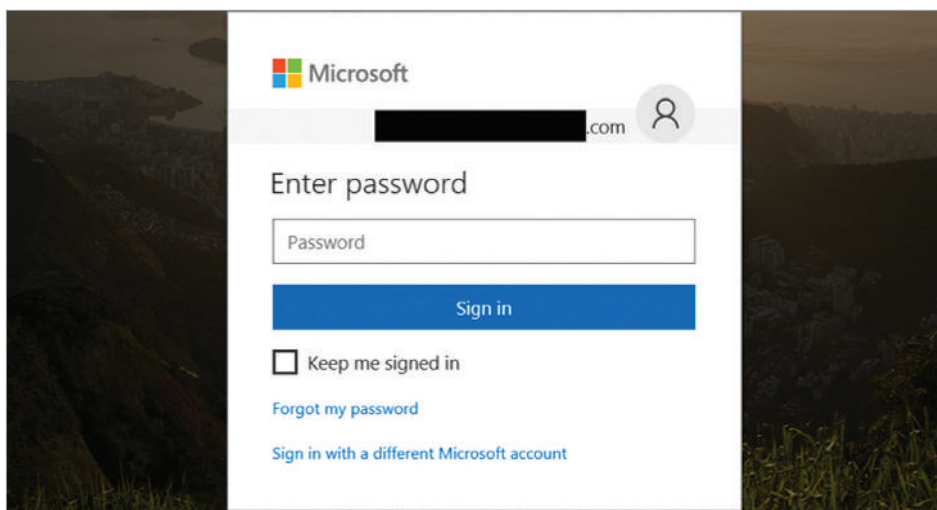 Microsoft
.com
Enter password
Password
Sign in
Keep me signed in
Forgot my password
Sign in with a different Microsoft account